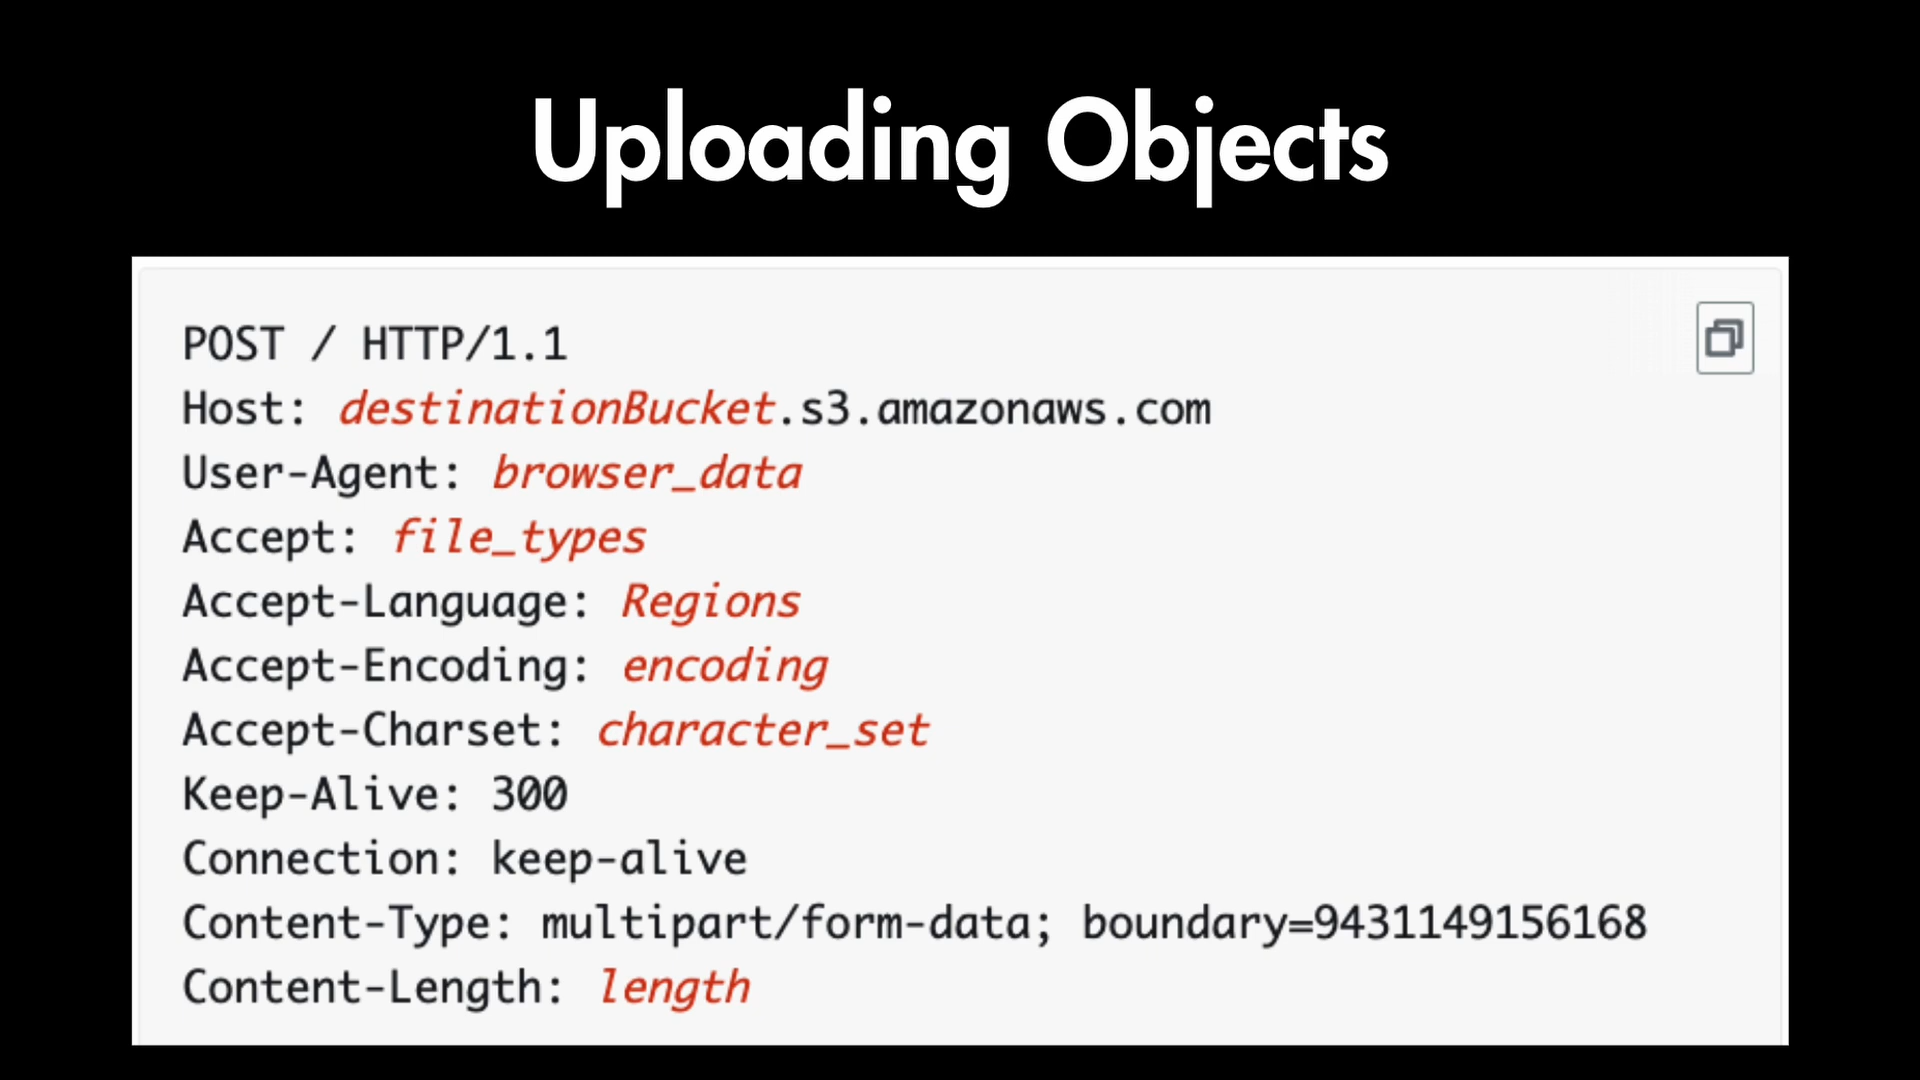 Uploading Objects
POST / HTTP/1.1
Host: destinationBucket.s3.amazonaws.com
User-Agent: browser_data
Accept: file_types
Accept-Language: Regions
Accept-Encoding: encoding
Accept-Charset: character_set
Keep-Alive: 300
Connection: keep-alive
Content-Type: multipart/form-data; boundary=9431149156168
Content-Length: length